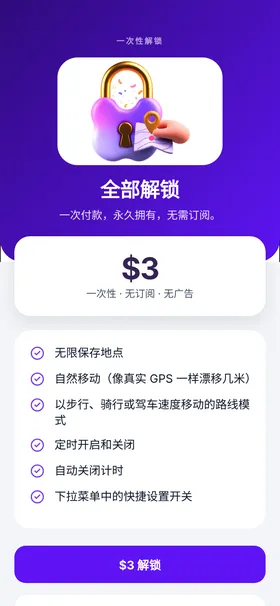 一次性解锁
全部解锁
一次付款，永久拥有，无需订阅。
$3
一次性 · 无订阅 · 无广告
无限保存地点
自然移动（像真实 GPS 一样漂移几米）
以步行、骑行或驾车速度移动的路线模
式
定时开启和关闭
自动关闭计时
下拉菜单中的快捷设置开关
$3 解锁